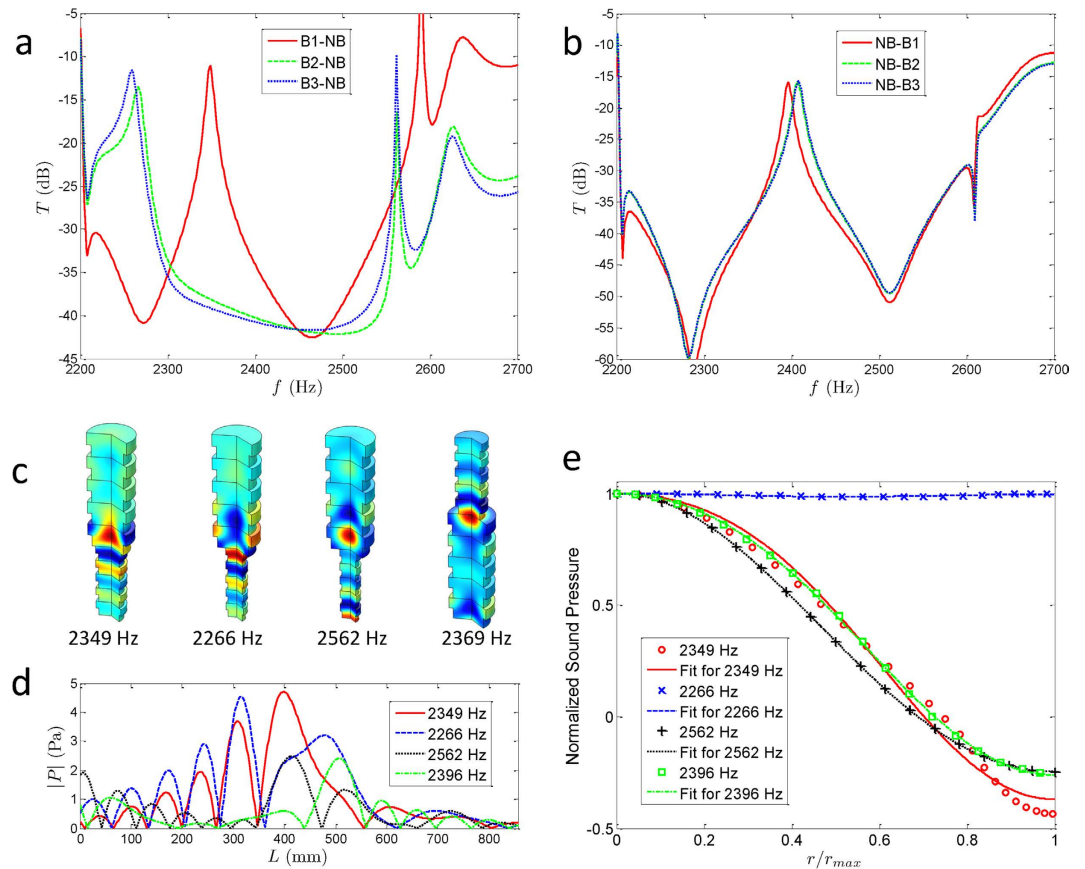 a
-5
-10
-15
-20
-25
-30
-35
-40
-45
T (dB)
2200 2300 2400 2500 2600 2700
f (Hz)
B1-NB
B2-NB
B3-NB
b
-5
-10
-15
-20
-25
-30
-35
-40
-45
-50
-55
-60
T (dB)
2200 2300 2400 2500 2600 2700
f (Hz)
NB-B1
NB-B2
NB-B3
c
2349 Hz 2266 Hz 2562 Hz 2369 Hz
d
5
4
3
2
1
0
|P| (Pa)
0 100 200 300 400 500 600 700 800
L (mm)
2349 Hz
2266 Hz
2562 Hz
2396 Hz
e
1
0.5
0
-0.5
Normalized Sound Pressure
0 0.2 0.4 0.6 0.8 1
r/rmax
2349 Hz
Fit for 2349 Hz
2266 Hz
Fit for 2266 Hz
2562 Hz
Fit for 2562 Hz
2396 Hz
Fit for 2396 Hz